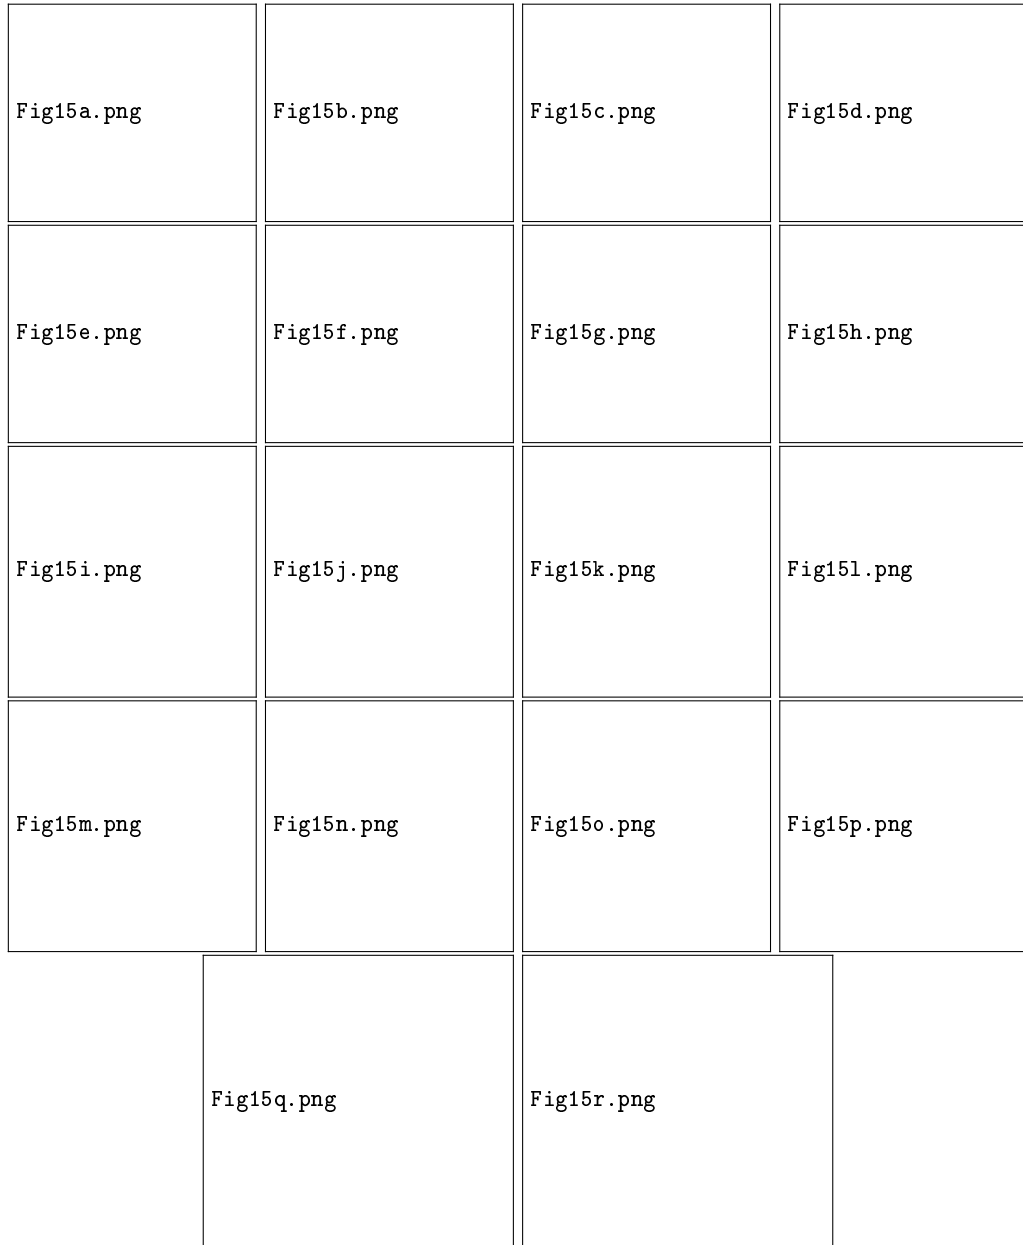 Fig15a.png Fig15b.png Fig15c.png Fig15d.png
Fig15e.png Fig15f.png Fig15g.png Fig15h.png
Fig15i.png Fig15j.png Fig15k.png Fig15l.png
Fig15m.png Fig15n.png Fig15o.png Fig15p.png
Fig15q.png Fig15r.png